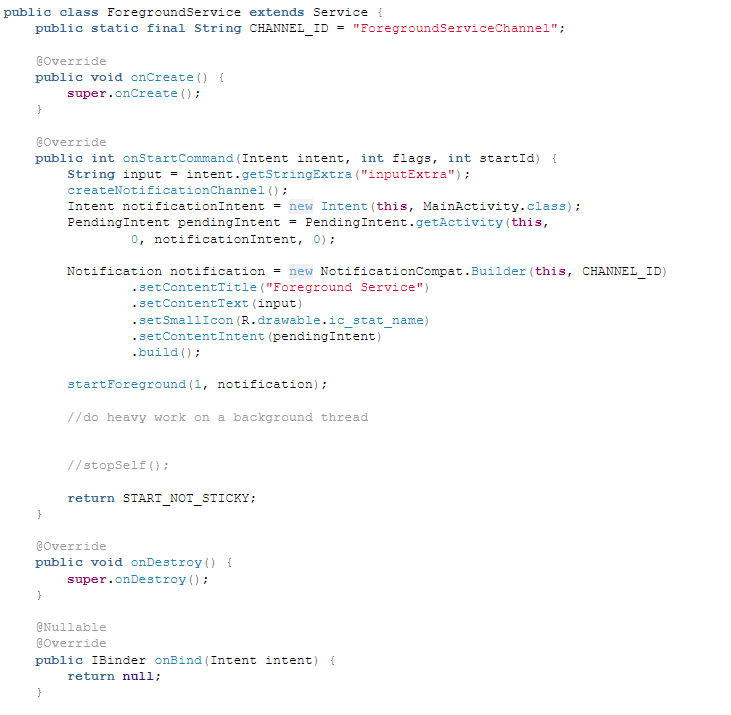 public class ForegroundService extends Service {
    public static final String CHANNEL_ID = "ForegroundServiceChannel";
    @Override
    public void onCreate() {
        super.onCreate();
    }
    @Override
    public int onStartCommand(Intent intent, int flags, int startId) {
        String input = intent.getStringExtra("inputExtra");
        createNotificationChannel();
        Intent notificationIntent = new Intent(this, MainActivity.class);
        PendingIntent pendingIntent = PendingIntent.getActivity(this,
                0, notificationIntent, 0);
        Notification notification = new NotificationCompat.Builder(this, CHANNEL_ID)
                .setContentTitle("Foreground Service")
                .setContentText(input)
                .setSmallIcon(R.drawable.ic_stat_name)
                .setContentIntent(pendingIntent)
                .build();
        startForeground(1, notification);
        //do heavy work on a background thread
        //stopSelf();
        return START_NOT_STICKY;
    }
    @Override
    public void onDestroy() {
        super.onDestroy();
    }
    @Nullable
    @Override
    public IBinder onBind(Intent intent) {
        return null;
    }